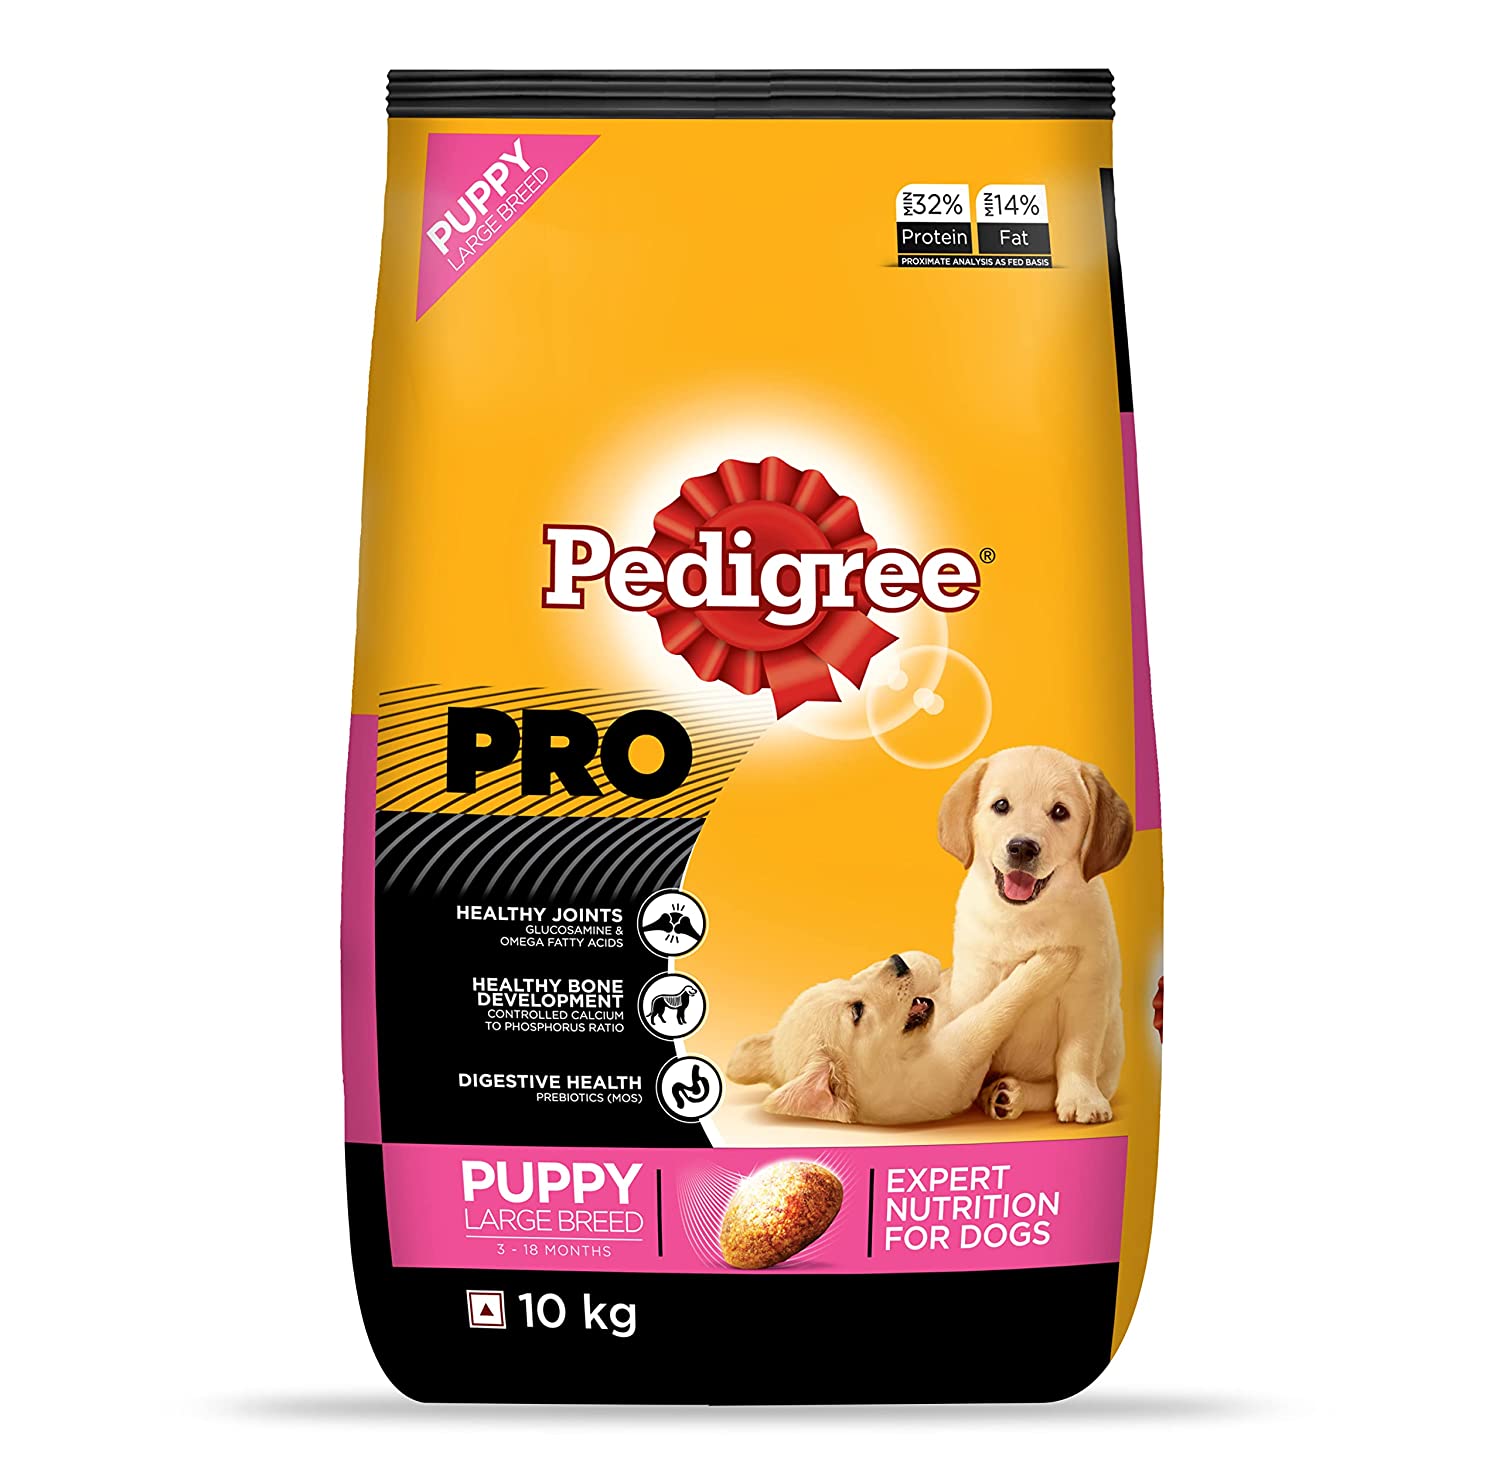 PUPPY
LARGE BREED
MIN 32%
Protein
MIN 14%
Fat
PROXIMATE ANALYSIS AS FED BASIS
Pedigree®
PRO
HEALTHY JOINTS
GLUCOSAMINE &
OMEGA FATTY ACIDS
HEALTHY BONE
DEVELOPMENT
CONTROLLED CALCIUM
TO PHOSPHORUS RATIO
DIGESTIVE HEALTH
PREBIOTICS (MOS)
PUPPY
LARGE BREED
3 - 18 MONTHS
EXPERT
NUTRITION
FOR DOGS
10 kg